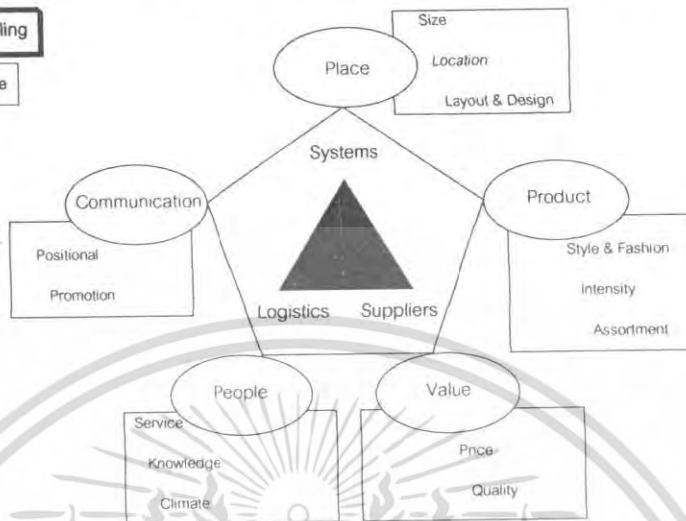 Size
Place
Location
Layout & Design
Systems
Communication
Product
Positional
Promotion
Style & Fashion
Intensity
Assortment
Logistics
Suppliers
People
Value
Service
Knowledge
Climate
Price
Quality